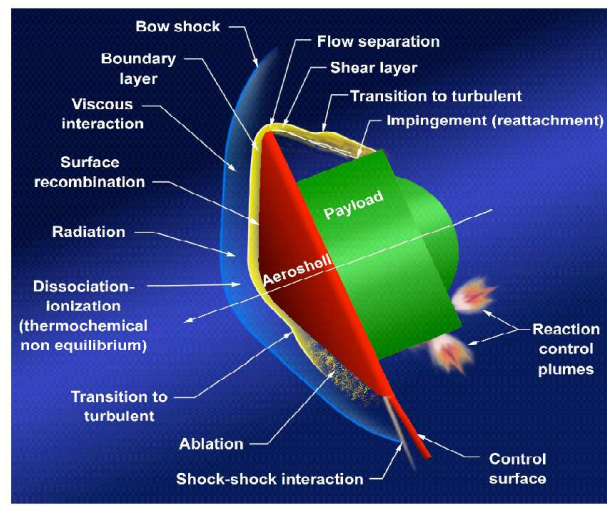 Bow shock
Flow separation
Boundary
layer
Shear layer
Transition to turbulent
Viscous
interaction
Impingement (reattachment)
Surface
recombination
Payload
Radiation
Aeroshell
Dissociation-
ionization
(thermochemical
non equilibrium)
Reaction
control
plumes
Transition to
turbulent
Ablation
Shock-shock interaction
Control
surface